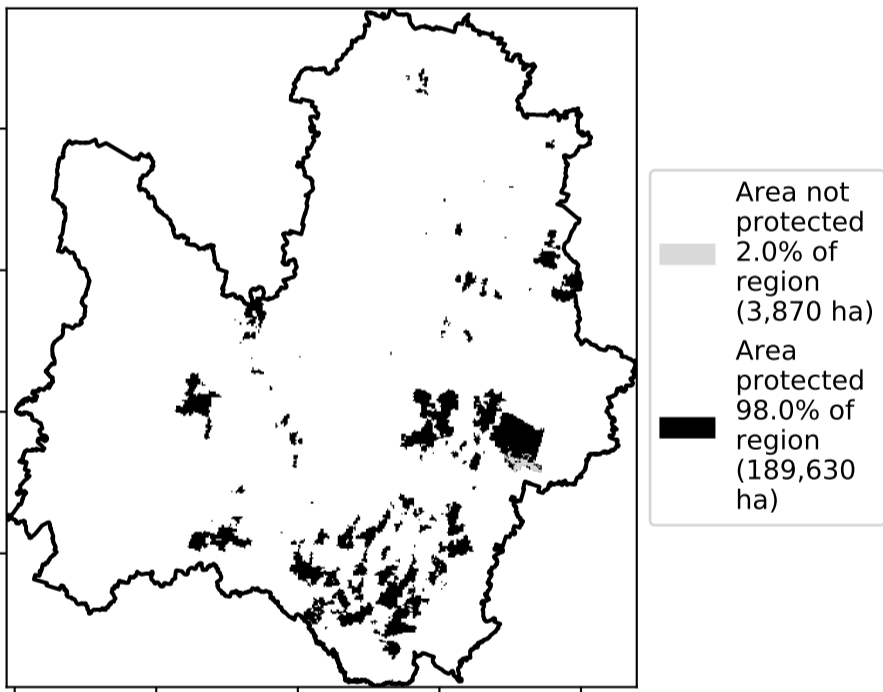 Area not
protected
2.0% of
region
(3,870 ha)
Area
protected
98.0% of
region
(189,630
ha)